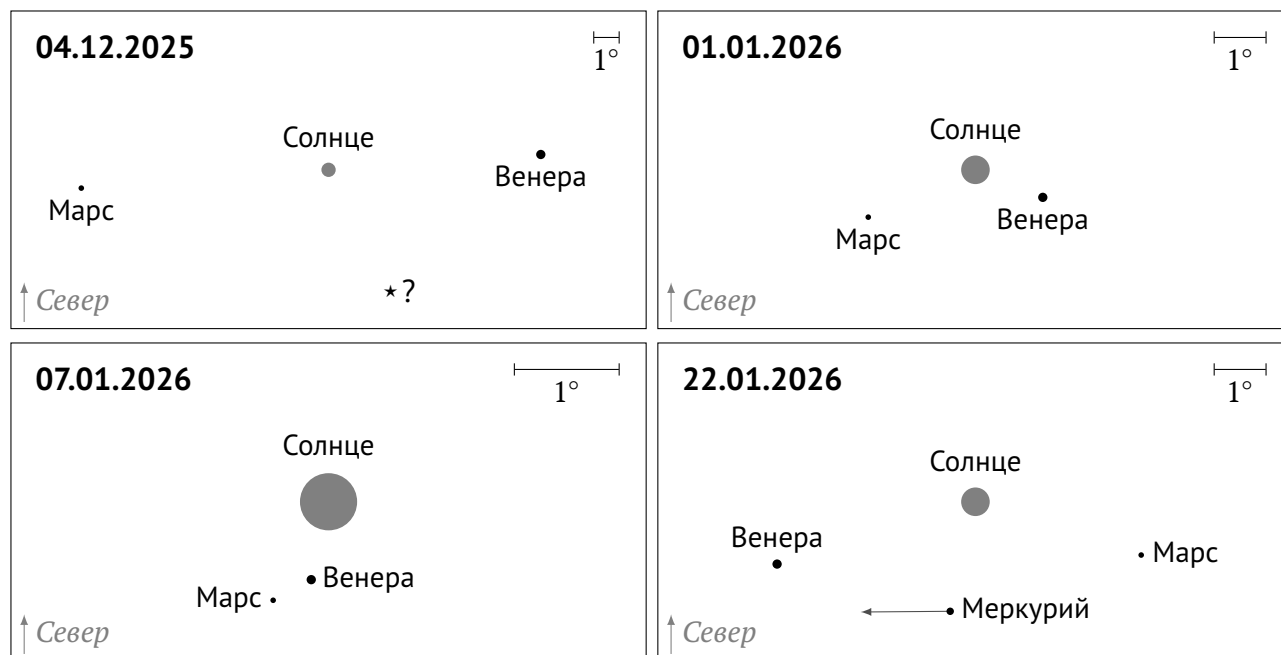 04.12.2025
1°
Солнце
Венера
Марс
?
Север
01.01.2026
1°
Солнце
Венера
Марс
Север
07.01.2026
1°
Солнце
Венера
Марс
Север
22.01.2026
1°
Солнце
Венера
Марс
Меркурий
Север